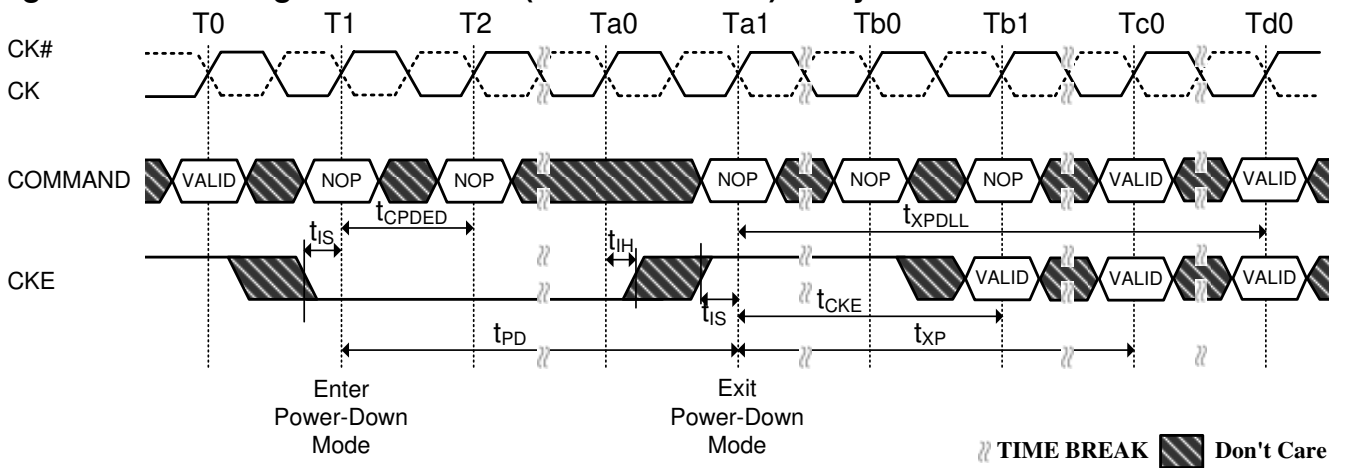 T0 T1 T2 Ta0 Ta1 Tb0 Tb1 Tc0 Td0
CK#
CK
COMMAND VALID NOP NOP NOP NOP NOP VALID VALID
tCPDED tXPDLL
tIS tIH
CKE VALID VALID VALID
tIS tCKE
tPD tXP
Enter
Power-Down
Mode
Exit
Power-Down
Mode
TIME BREAK Don't Care